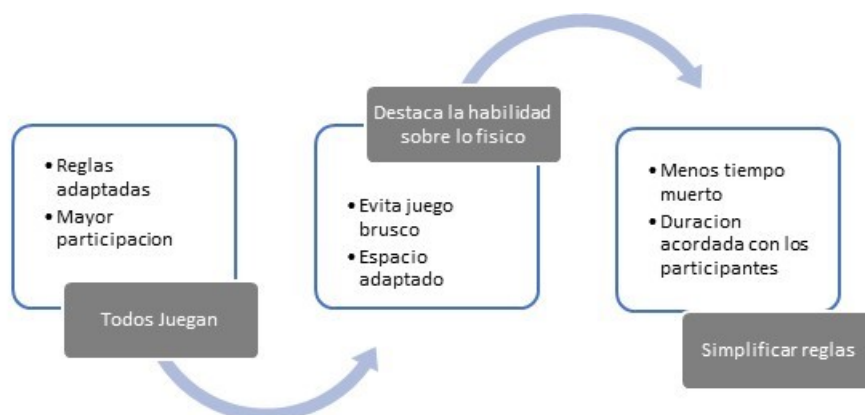 • Reglas
adaptadas
• Mayor
participacion
Todos Juegan
Destaca la habilidad
sobre lo fisico
• Evita juego
brusco
• Espacio
adaptado
• Menos tiempo
muerto
• Duracion
acordada con los
participantes
Simplificar reglas